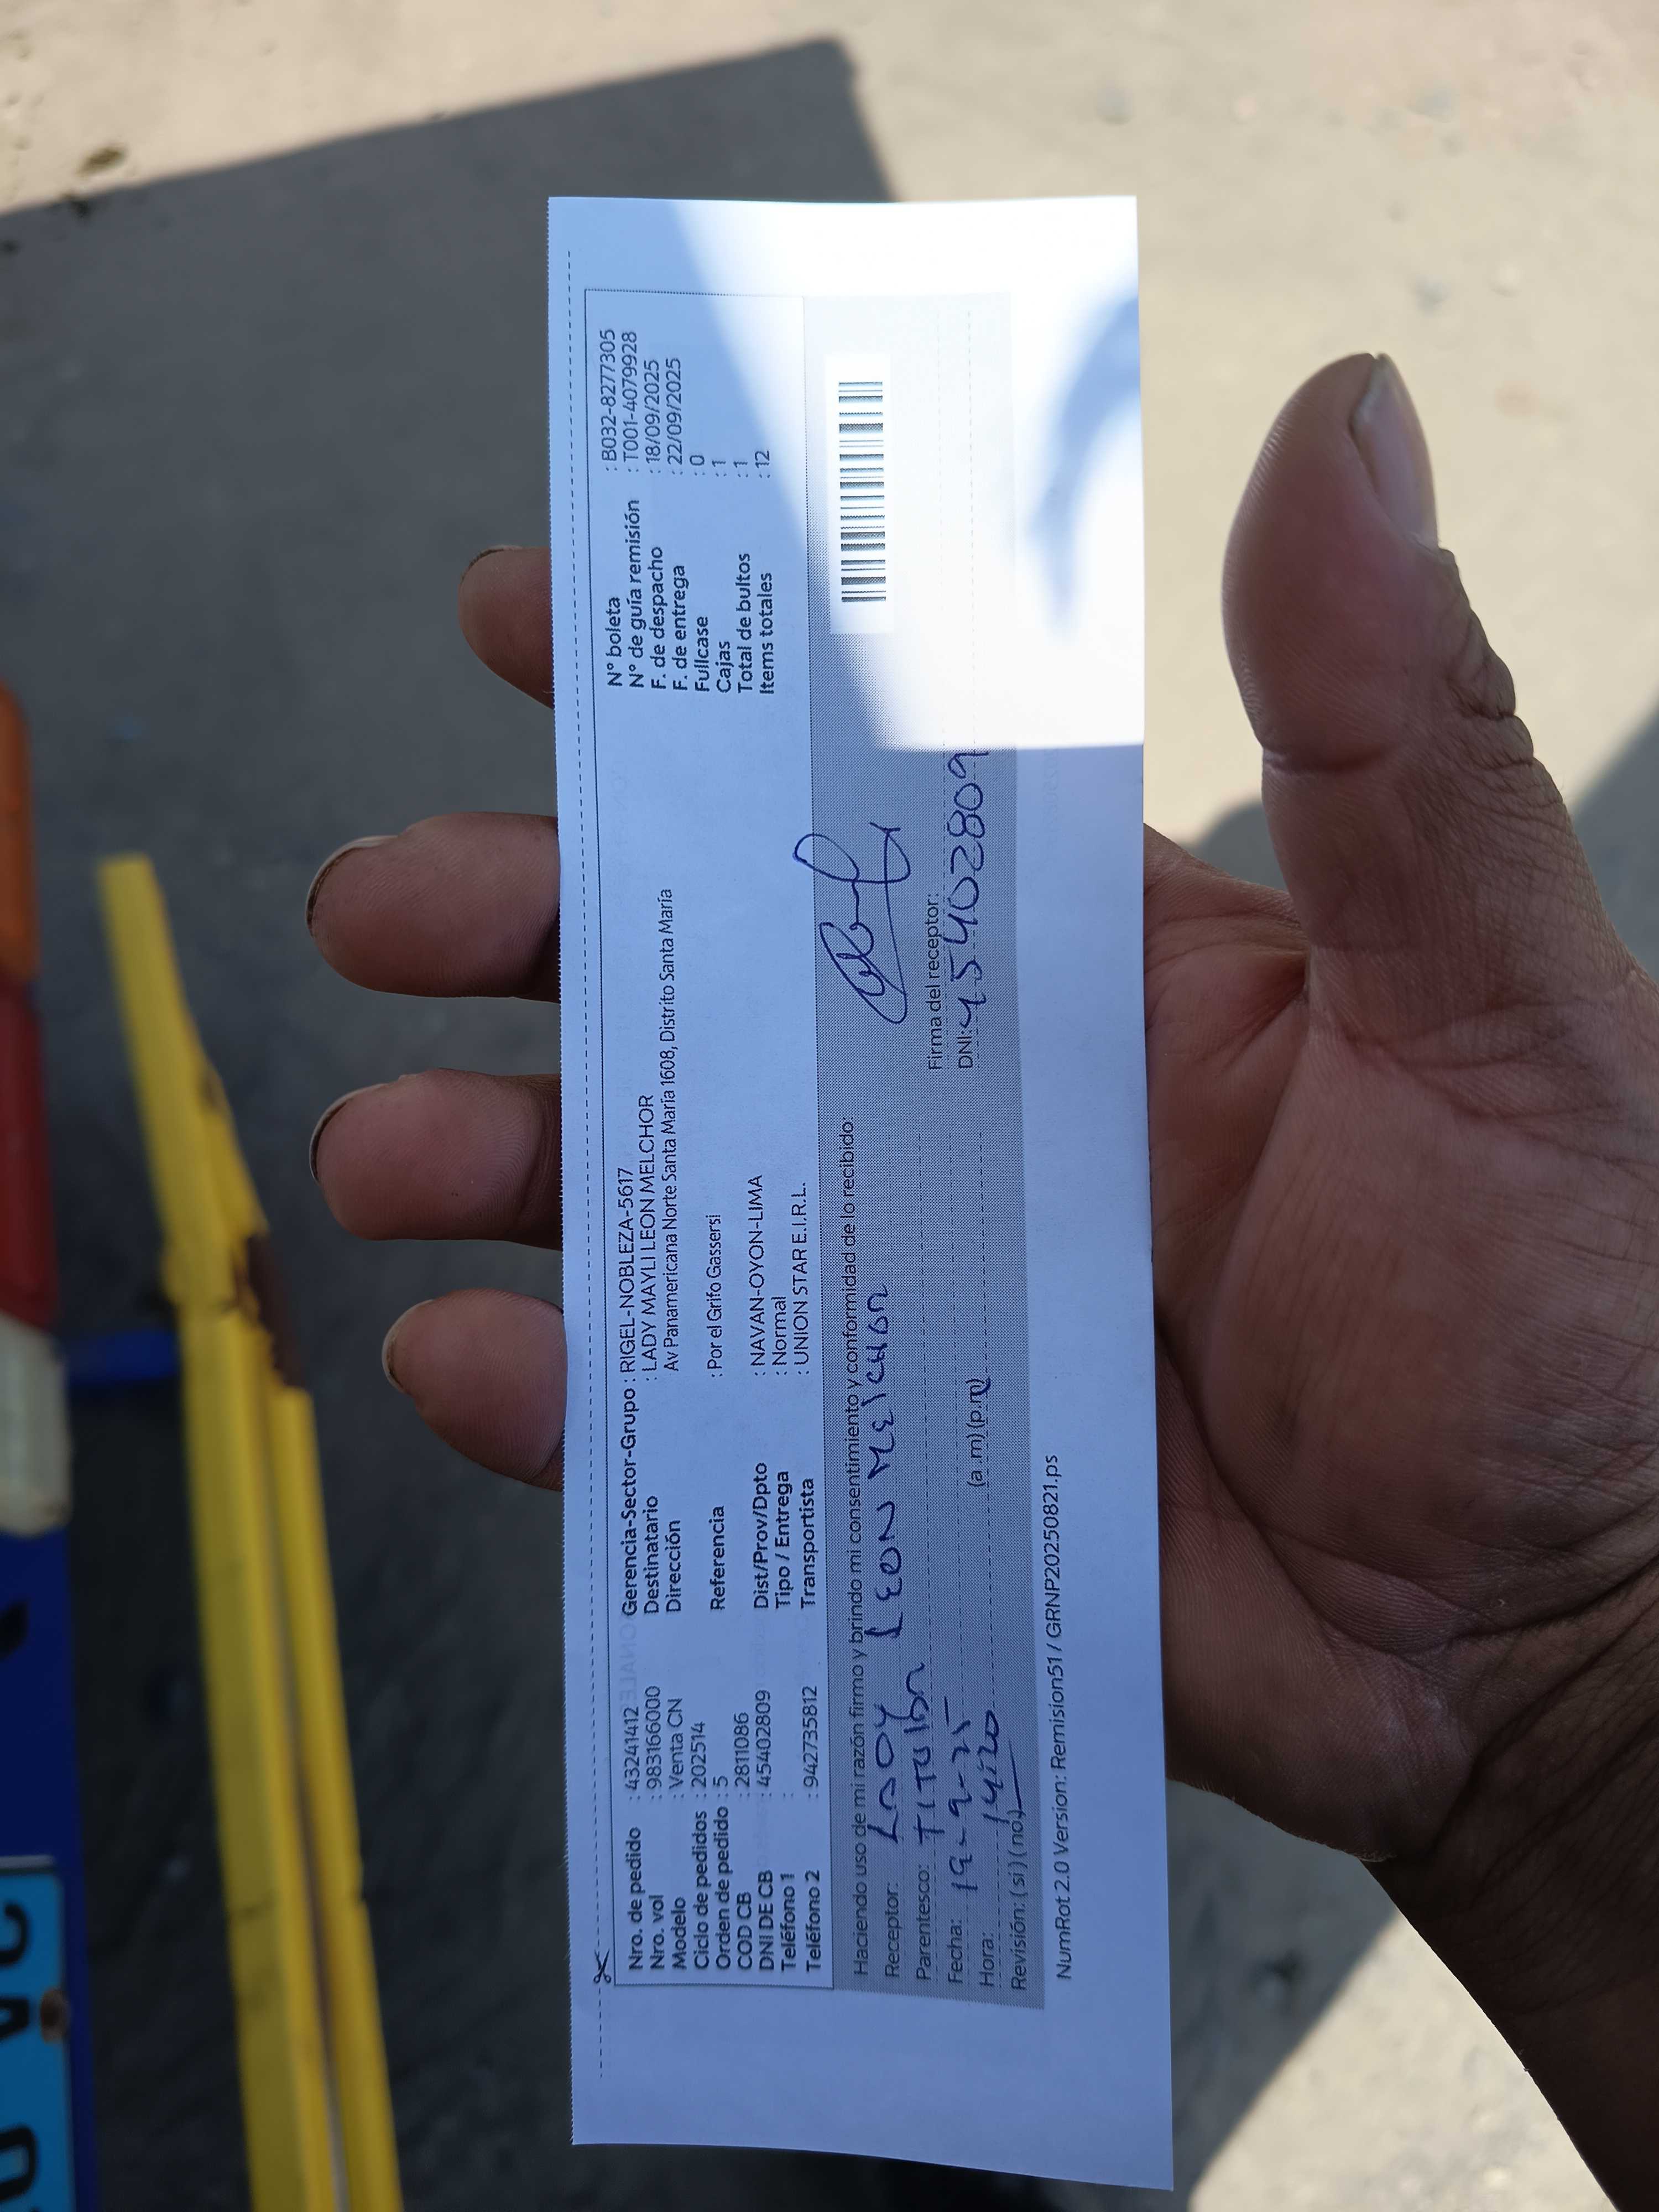 Nro. de pedido : 43241412
Nro. vol : 983166000
Modelo : Venta CN
Ciclo de pedidos : 202514
Orden de pedido : 5
COD CB : 2811086
DNI DE CB : 45402809
Teléfono 1 :
Teléfono 2 : 942735812
Gerencia-Sector-Grupo : RIGEL-NOBLEZA-5617
Destinatario : LADY MAYLI LEON MELCHOR
Dirección Av Panamericana Norte Santa María 1608, Distrito Santa María
Referencia : Por el Grifo Gassersi
Dist/Prov/Dpto : NAVAN-OYON-LIMA
Tipo / Entrega : Normal
Transportista : UNION STAR E.I.R.L.
N° boleta : B032-8277305
N° de guía remisión : T001-4079928
F. de despacho : 18/09/2025
F. de entrega : 22/09/2025
Fullcase : 0
Cajas : 1
Total de bultos : 1
Items totales : 12
Haciendo uso de mi razón firmo y brindo mi consentimiento y conformidad de lo recibido:
Receptor: LADY LEON MELCHOR
Parentesco: Titular
Fecha: 19-9-25
Hora: 14:20 (a.m) (p.m)
Revisión: (si) (no)
Firma del receptor:
DNI: 45402809
NumRot 2.0 Version: Remision51 / GRNP20250821.ps